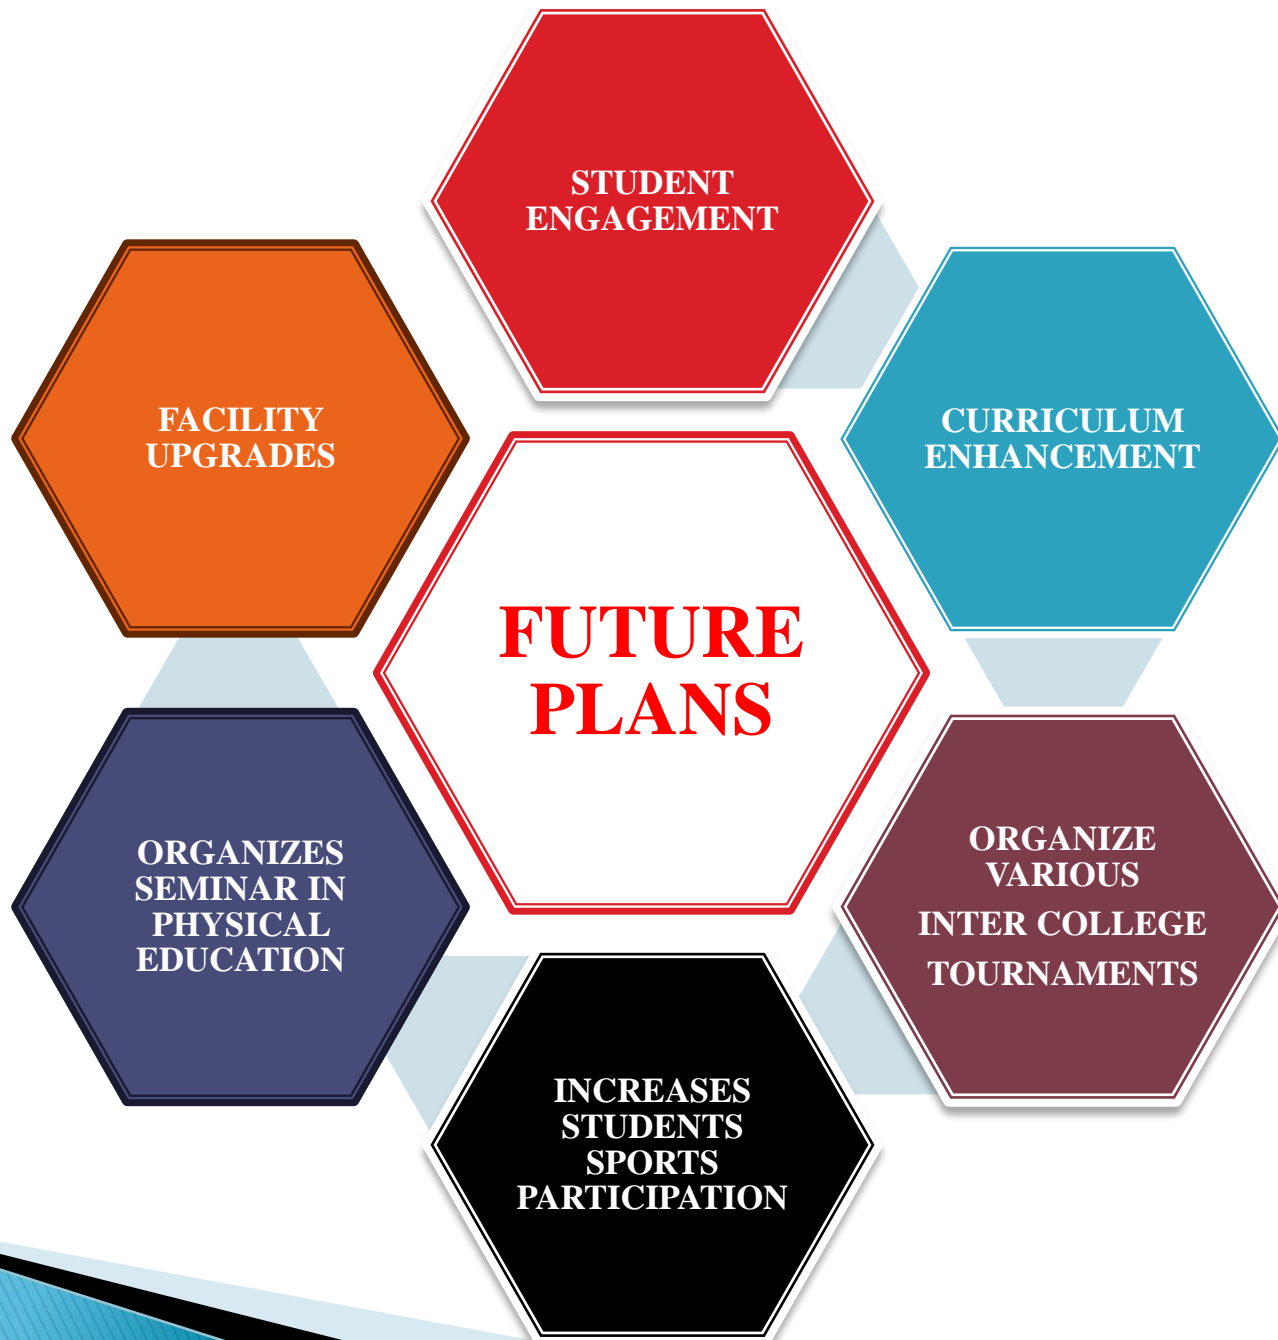 STUDENT
ENGAGEMENT
FACILITY
UPGRADES
CURRICULUM
ENHANCEMENT
FUTURE
PLANS
ORGANIZES
SEMINAR IN
PHYSICAL
EDUCATION
ORGANIZE
VARIOUS
INTER COLLEGE
TOURNAMENTS
INCREASES
STUDENTS
SPORTS
PARTICIPATION